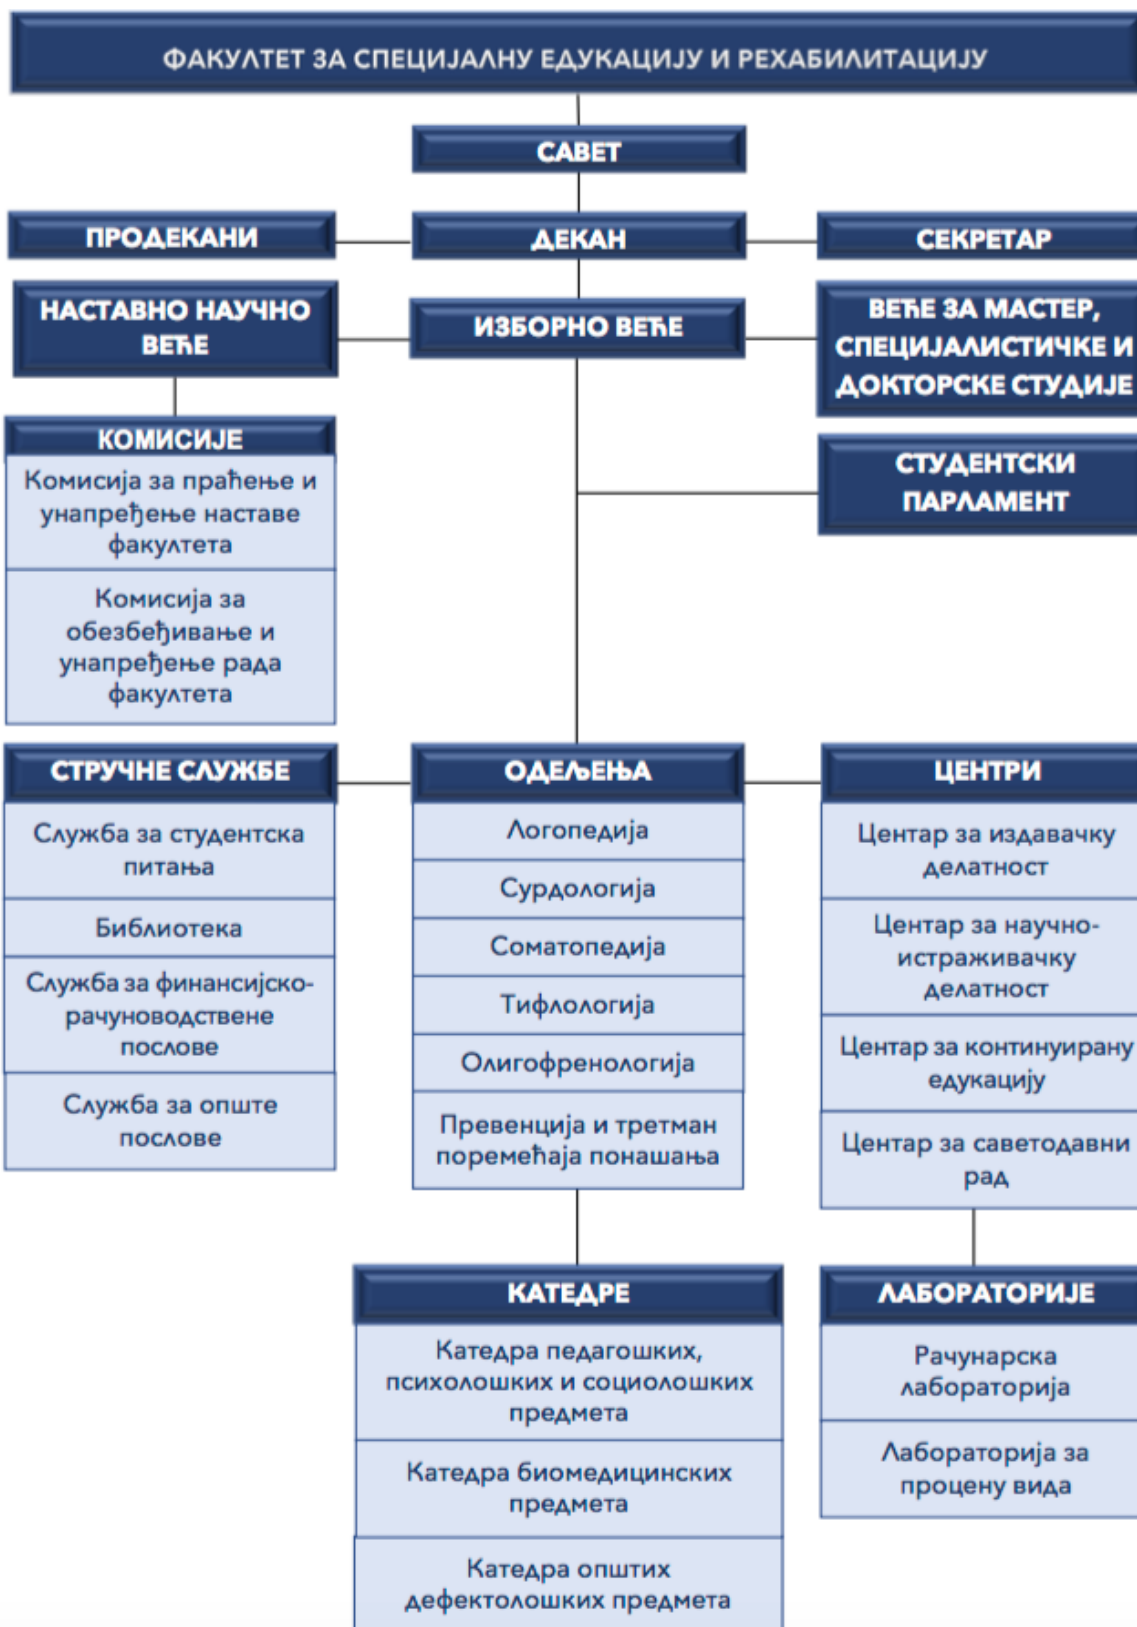 ФАКУЛТЕТ ЗА СПЕЦИЈАЛНУ ЕДУКАЦИЈУ И РЕХАБИЛИТАЦИЈУ
САВЕТ
ПРОДЕКАНИ
ДЕКАН
СЕКРЕТАР
НАСТАВНО НАУЧНО
ВЕЋЕ
ИЗБОРНО ВЕЋЕ
ВЕЋЕ ЗА МАСТЕР,
СПЕЦИЈАЛИСТИЧКЕ И
ДОКТОРСКЕ СТУДИЈЕ
КОМИСИЈЕ
Комисија за праћење и
унапређење наставе
факултета
Комисија за
обезбеђивање и
унапређење рада
факултета
СТУДЕНТСКИ
ПАРЛАМЕНТ
СТРУЧНЕ СЛУЖБЕ
Служба за студентска
питања
Библиотека
Служба за финансијско-
рачуноводствене
послове
Служба за опште
послове
ОДЕЉЕЊА
Логопедија
Сурдологија
Соматопедија
Тифлологија
Олигофренологија
Превенција и третман
поремећаја понашања
ЦЕНТРИ
Центар за издавачку
делатност
Центар за научно-
истраживачку
делатност
Центар за континуирану
едукацију
Центар за саветодавни
рад
КАТЕДРЕ
Катедра педагошких,
психолошких и социолошких
предмета
Катедра биомедицинских
предмета
Катедра општих
дефектолошких предмета
ЛАБОРАТОРИЈЕ
Рачунарска
лабораторија
Лабораторија за
процену вида